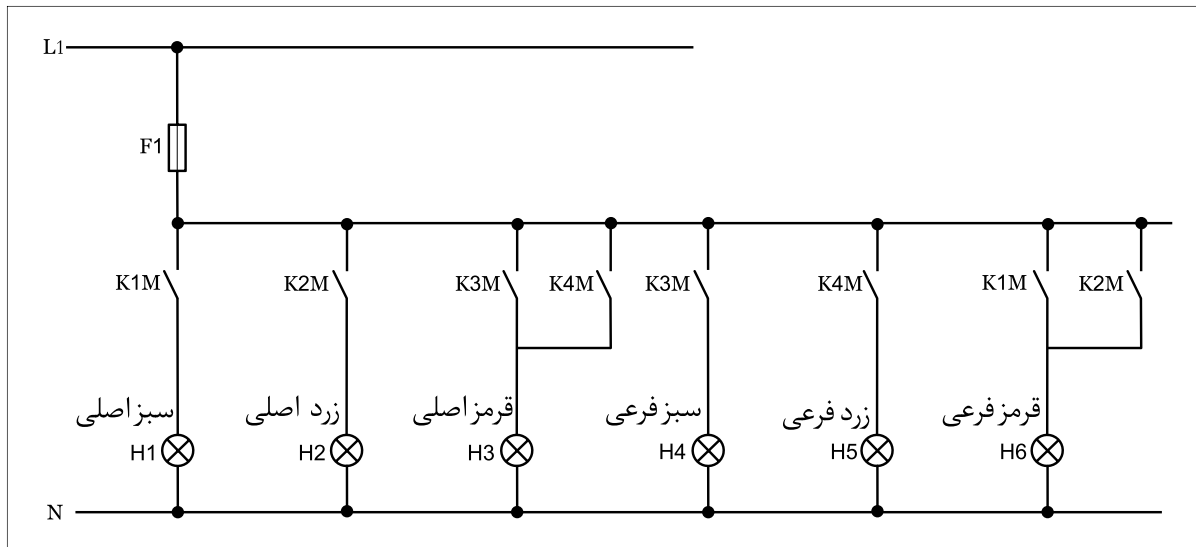 L1
F1
K1M
K2M
K3M
K4M
K3M
K4M
K1M
K2M
سبز اصلی
زرد اصلی
قرمز اصلی
سبز فرعی
زرد فرعی
قرمز فرعی
H1
H2
H3
H4
H5
H6
N